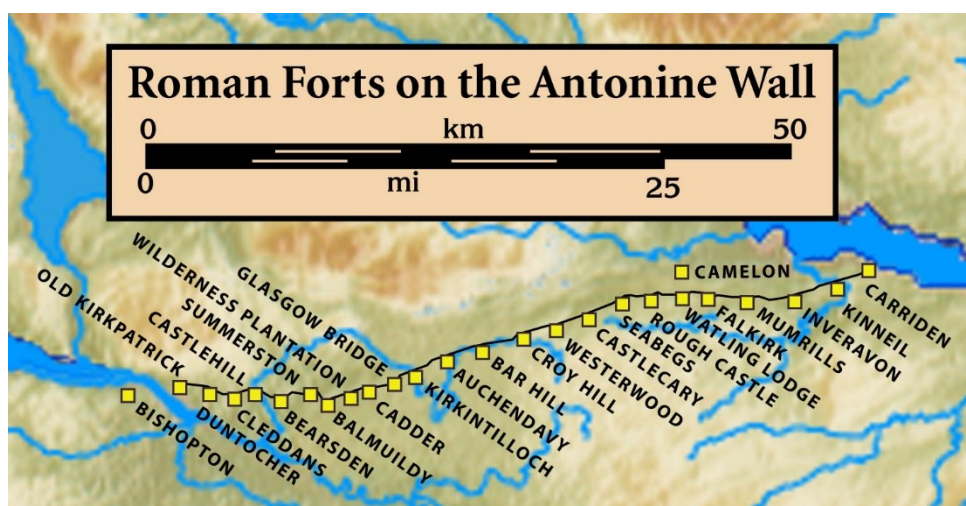 Roman Forts on the Antonine Wall
0 km 50
0 mi 25
WILDERNESS PLANTATION
GLASGOW BRIDGE
OLD KIRKPATRICK
CASTLEHILL
SUMMERSTON
CAMELON
BISHOPTON
DUNTOCHER
CLEDDANS
BEARSDEN
BALMUILDY
CADDER
KIRKINTILLOCH
AUCHENDAVY
BAR HILL
CROY HILL
WESTERWOOD
CASTLECARY
SEABEGS
ROUGH CASTLE
WATLING LODGE
FALKIRK
MUMRILLS
INVERAVON
KINNEIL
CARRIDEN